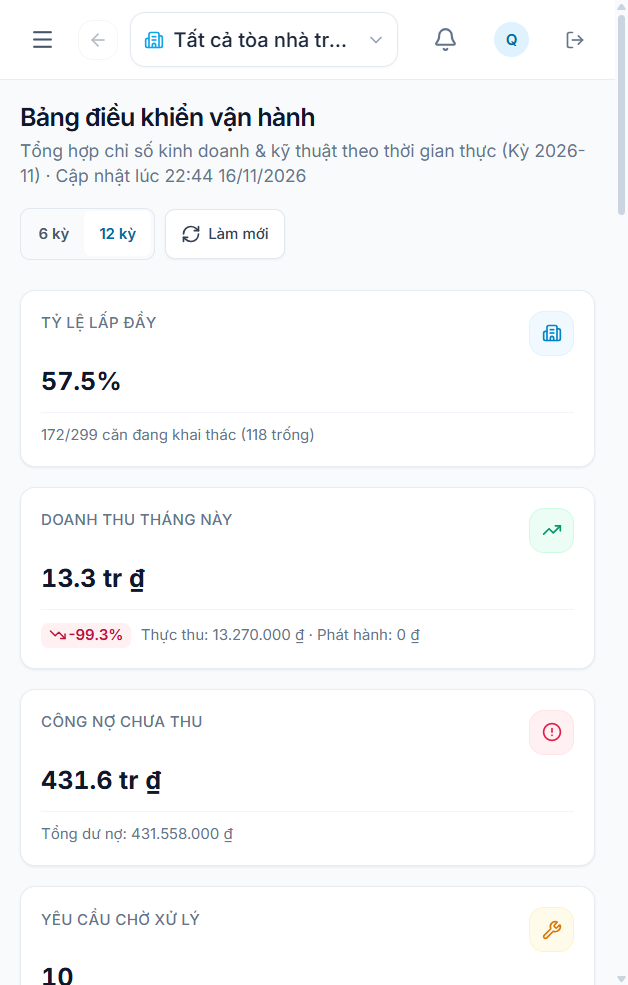 Tất cả tòa nhà tr...
Q
Bảng điều khiển vận hành
Tổng hợp chỉ số kinh doanh & kỹ thuật theo thời gian thực (Kỳ 2026-
11) · Cập nhật lúc 22:44 16/11/2026
6 kỳ
12 kỳ
Làm mới
TỶ LỆ LẤP ĐẦY
57.5%
172/299 căn đang khai thác (118 trống)
DOANH THU THÁNG NÀY
13.3 tr ₫
-99.3%
Thực thu: 13.270.000 ₫ · Phát hành: 0 ₫
CÔNG NỢ CHƯA THU
431.6 tr ₫
Tổng dư nợ: 431.558.000 ₫
YÊU CẦU CHỜ XỬ LÝ
10